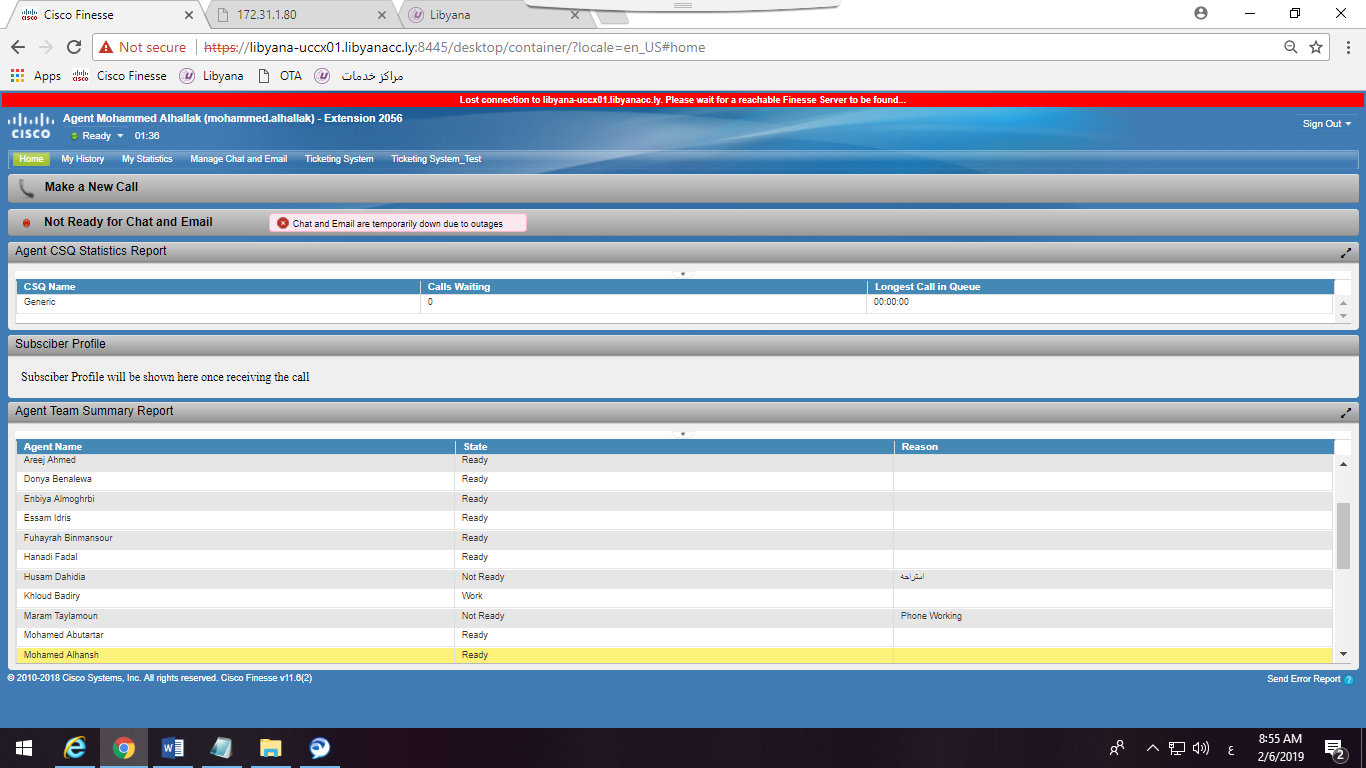 Cisco Finesse
172.31.1.80
Libyana
Not secure
https://libyana-uccx01.libyanacc.ly:8445/desktop/container/?locale=en_US#home
Apps
Cisco Finesse
Libyana
OTA
مراكز خدمات
Lost connection to libyana-uccx01.libyanacc.ly. Please wait for a reachable Finesse Server to be found...
CISCO
Agent Mohammed Alhallak (mohammed.alhallak) - Extension 2056
Ready 01:36
Sign Out
Home My History My Statistics Manage Chat and Email Ticketing System Ticketing System_Test
Make a New Call
Not Ready for Chat and Email
Chat and Email are temporarily down due to outages
Agent CSQ Statistics Report
CSQ Name Calls Waiting Longest Call in Queue
Generic 0 00:00:00
Subsciber Profile
Subsciber Profile will be shown here once receiving the call
Agent Team Summary Report
Agent Name State Reason
Areej Ahmed Ready
Donya Benalewa Ready
Enbiya Almoghrbi Ready
Essam Idris Ready
Fuhayrah Binmansour Ready
Hanadi Fadal Ready
Husam Dahidia Not Ready استراحه
Khloud Badiry Work
Maram Taylamoun Not Ready Phone Working
Mohamed Abutartar Ready
Mohamed Alhansh Ready
© 2010-2018 Cisco Systems, Inc. All rights reserved. Cisco Finesse v11.6(2)
Send Error Report ?
ع
8:55 AM
2/6/2019
2